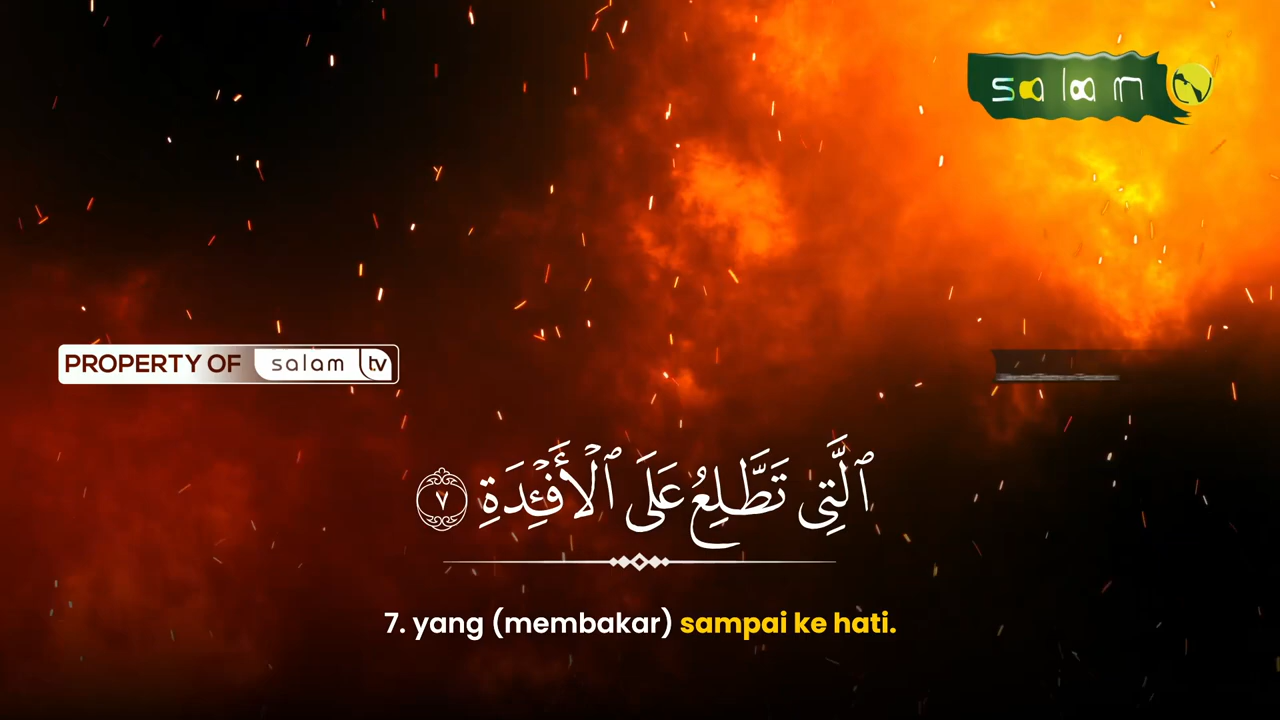 salam
PROPERTY OF salam tv
ٱلَّتِى تَطَّلِعُ عَلَى ٱلْأَفْـِٔدَةِ ٧
7. yang (membakar) sampai ke hati.